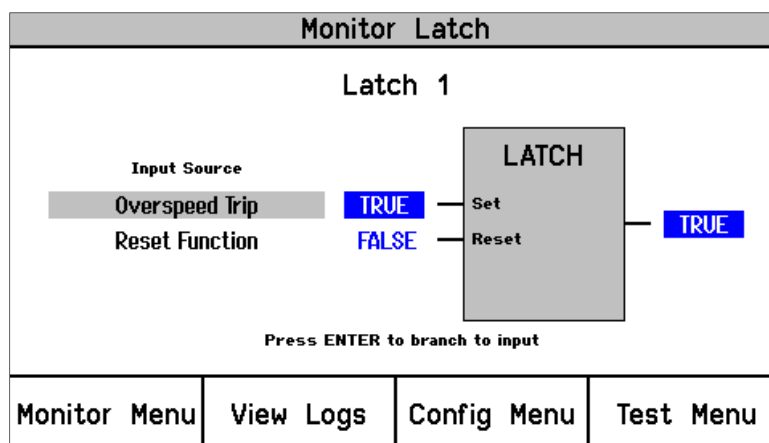 Monitor Latch
Latch 1
LATCH
Input Source
Overspeed Trip TRUE Set
TRUE
Reset Function FALSE Reset
Press ENTER to branch to input
Monitor Menu View Logs Config Menu Test Menu